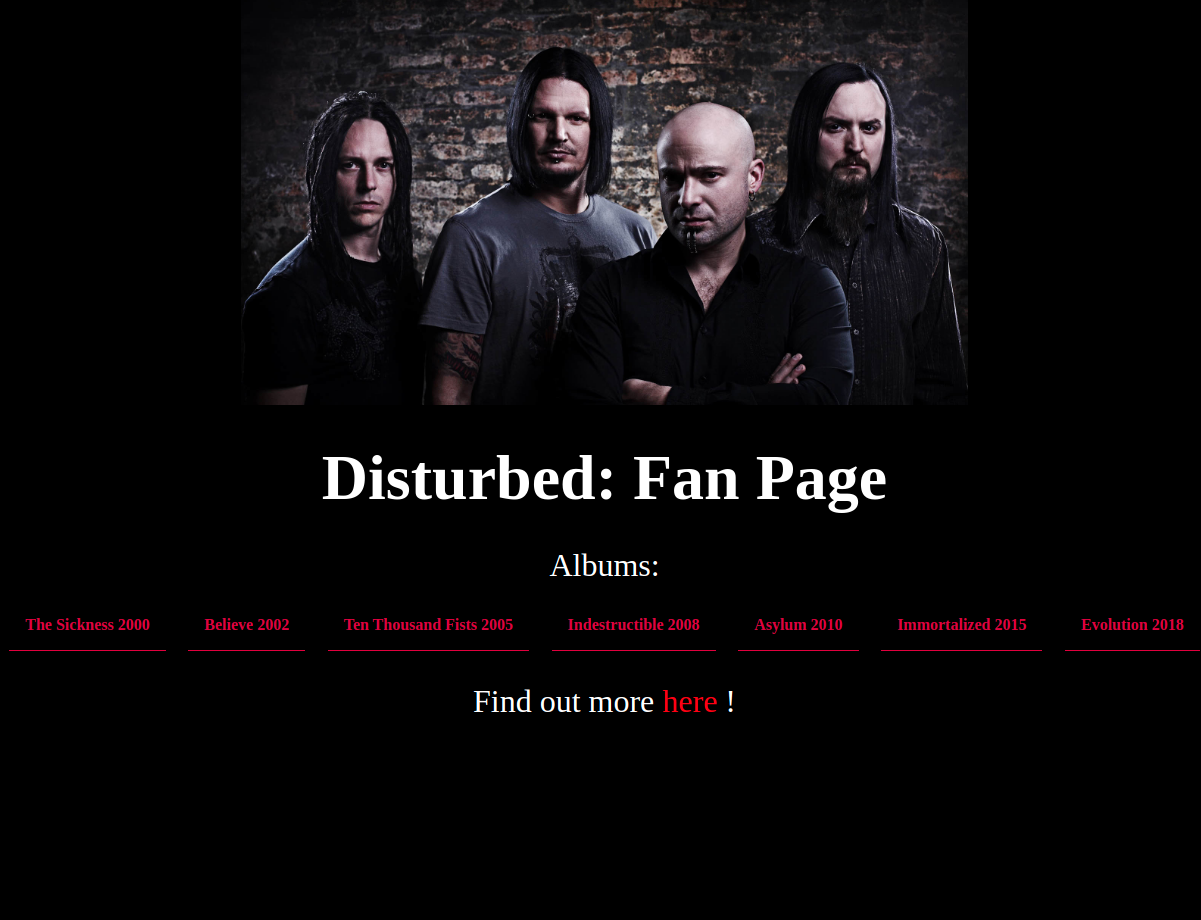 Disturbed: Fan Page
Albums:
The Sickness 2000 Believe 2002 Ten Thousand Fists 2005 Indestructible 2008 Asylum 2010 Immortalized 2015 Evolution 2018
Find out more here !